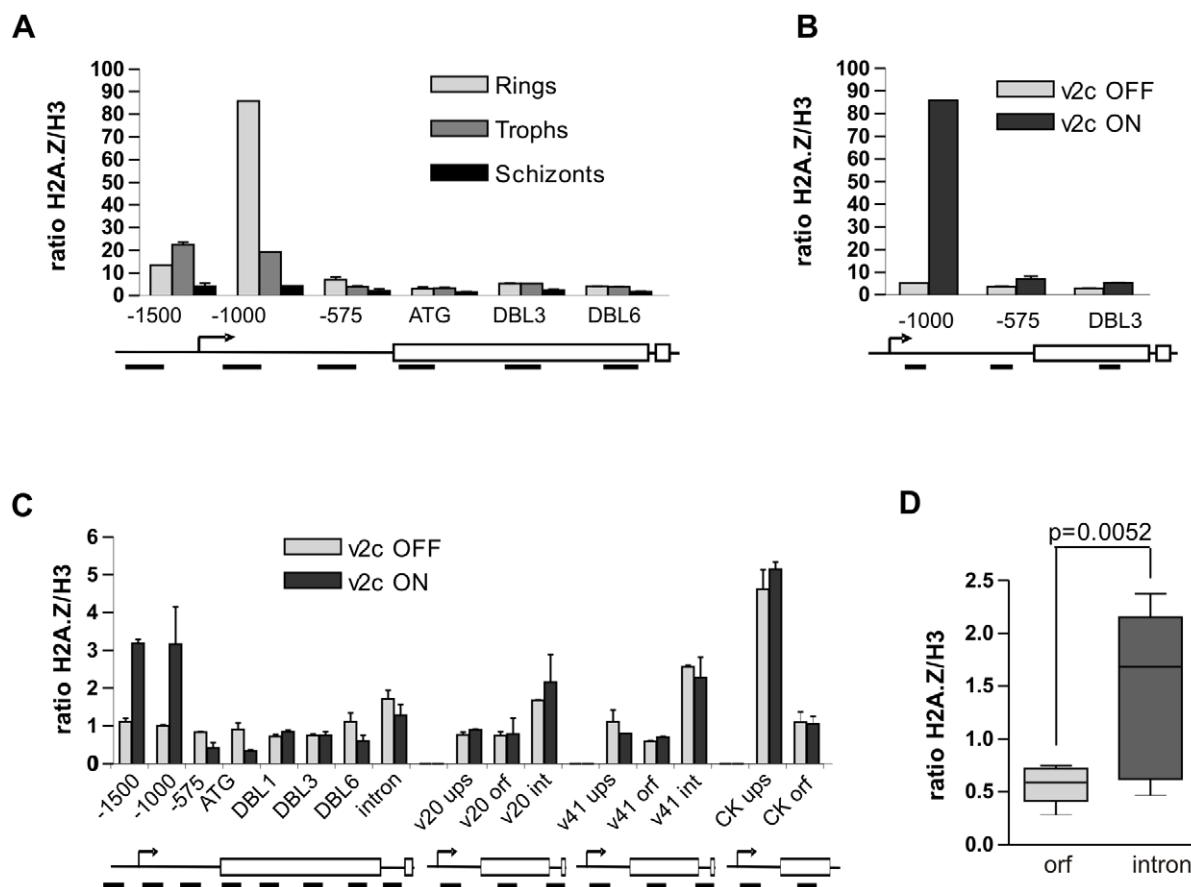 A
ratio H2A.Z/H3
100
90
80
70
60
50
40
30
20
10
0
Rings
Trophs
Schizonts
-1500 -1000 -575 ATG DBL3 DBL6
B
ratio H2A.Z/H3
100
90
80
70
60
50
40
30
20
10
0
v2c OFF
v2c ON
-1000 -575 DBL3
C
ratio H2A.Z/H3
6
5
4
3
2
1
0
v2c OFF
v2c ON
-1500
-1000
-575
ATG
DBL1
DBL3
DBL6
intron
v20 ups
v20 orf
v20 int
v41 ups
v41 orf
v41 int
CK ups
CK orf
D
p=0.0052
ratio H2A.Z/H3
2.5
2.0
1.5
1.0
0.5
0.0
orf intron